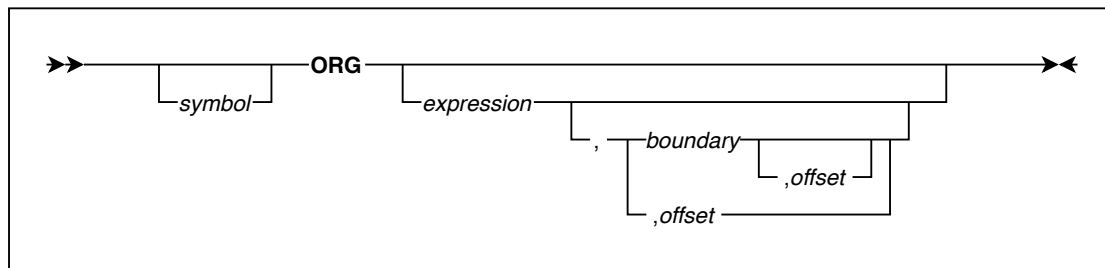 ORG
symbol
expression
, boundary
,offset
,offset